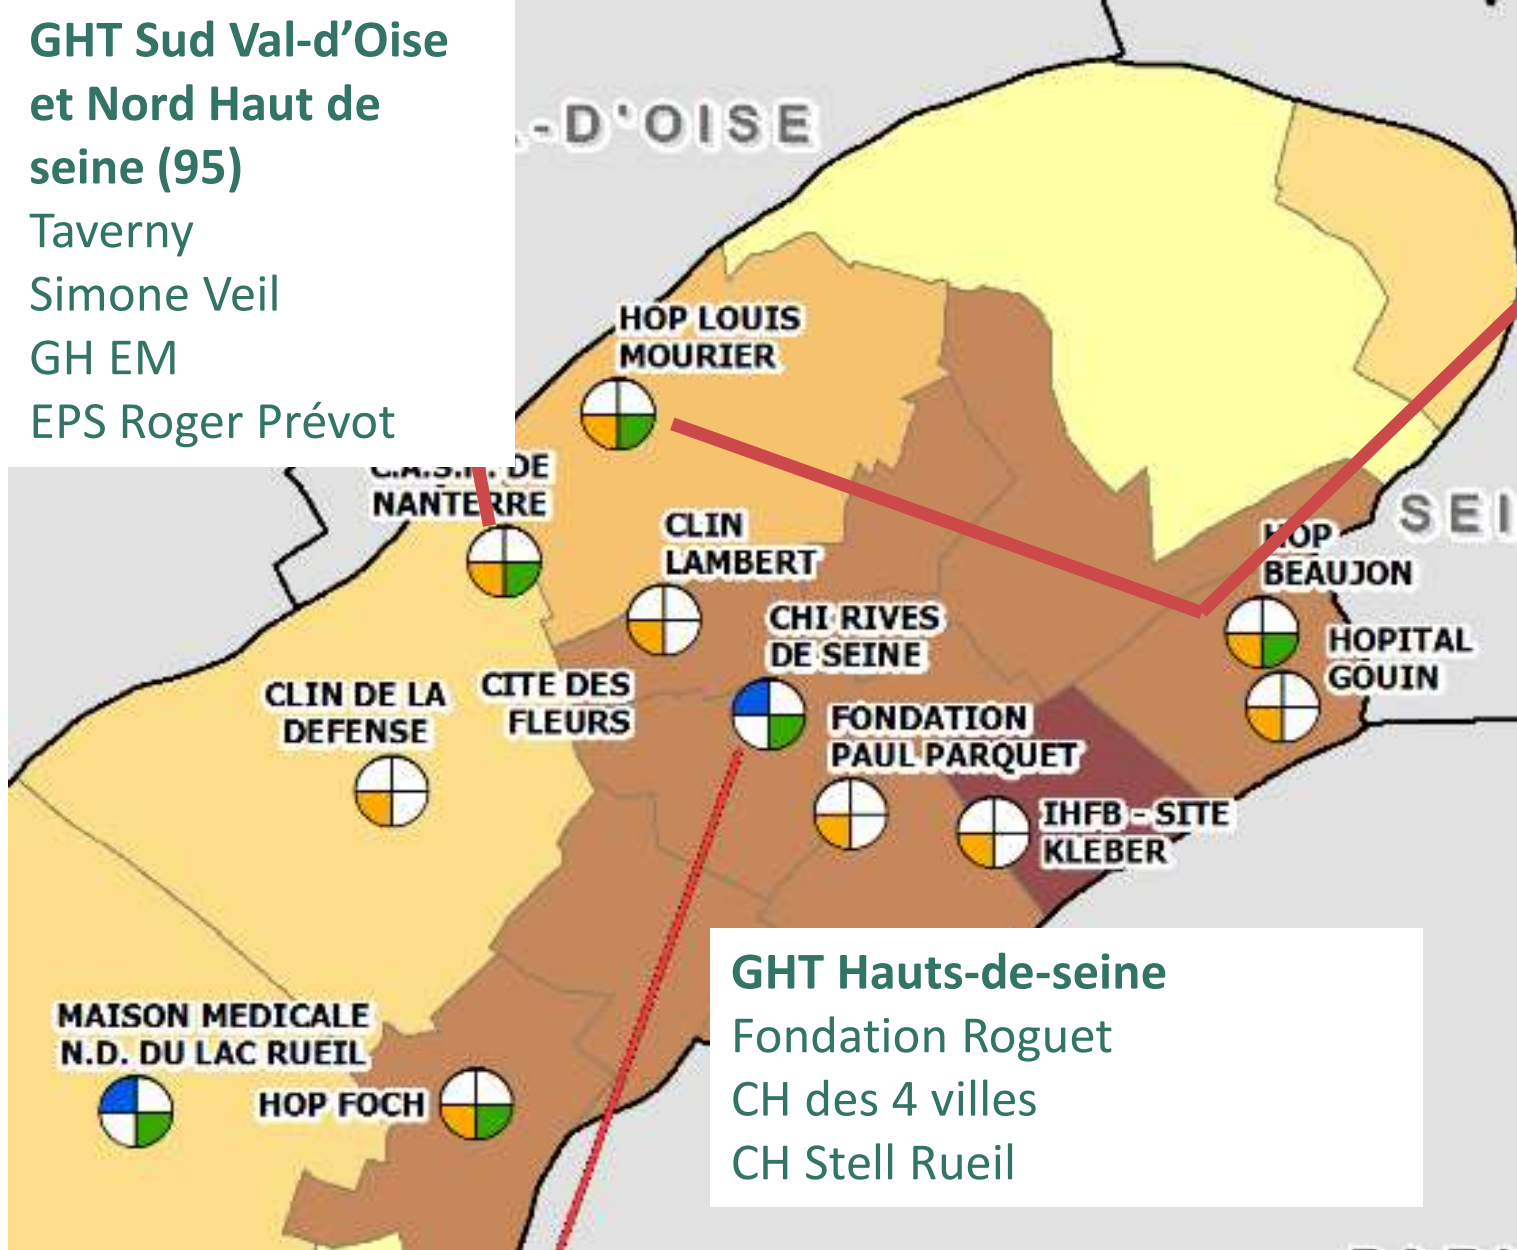 GHT Sud Val-d’Oise
et Nord Haut de
seine (95)
Taverny
Simone Veil
GH EM
EPS Roger Prévot
-D'OISE
HOP LOUIS
MOURIER
DE
NANTERRE
CLIN
LAMBERT
SEI
HOP
BEAUJON
CHI RIVES
DE SEINE
HOPITAL
GOUIN
CLIN DE LA
DEFENSE
CITE DES
FLEURS
FONDATION
PAUL PARQUET
IHFB - SITE
KLEBER
GHT Hauts-de-seine
Fondation Roguet
CH des 4 villes
CH Stell Rueil
MAISON MEDICALE
N.D. DU LAC RUEIL
HOP FOCH